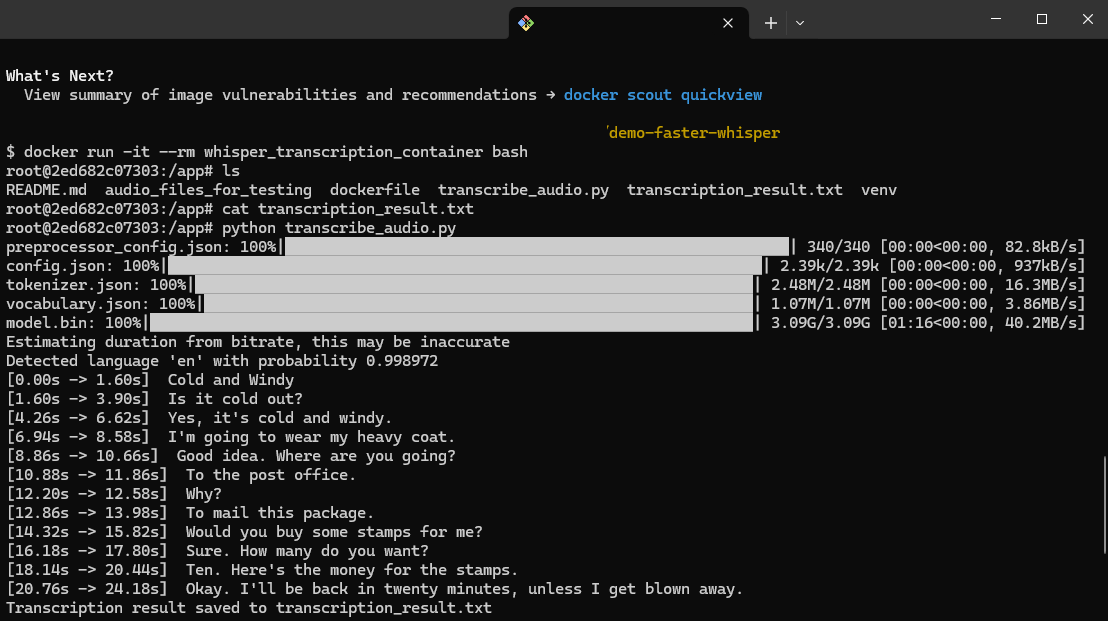 What's Next?
View summary of image vulnerabilities and recommendations → docker scout quickview
/demo-faster-whisper
$ docker run -it --rm whisper_transcription_container bash
root@2ed682c07303:/app# ls
README.md  audio_files_for_testing  dockerfile  transcribe_audio.py  transcription_result.txt  venv
root@2ed682c07303:/app# cat transcription_result.txt
root@2ed682c07303:/app# python transcribe_audio.py
preprocessor_config.json: 100%| | 340/340 [00:00<00:00, 82.8kB/s]
config.json: 100%| | 2.39k/2.39k [00:00<00:00, 937kB/s]
tokenizer.json: 100%| | 2.48M/2.48M [00:00<00:00, 16.3MB/s]
vocabulary.json: 100%| | 1.07M/1.07M [00:00<00:00, 3.86MB/s]
model.bin: 100%| | 3.09G/3.09G [01:16<00:00, 40.2MB/s]
Estimating duration from bitrate, this may be inaccurate
Detected language 'en' with probability 0.998972
[0.00s -> 1.60s]  Cold and Windy
[1.60s -> 3.90s]  Is it cold out?
[4.26s -> 6.62s]  Yes, it's cold and windy.
[6.94s -> 8.58s]  I'm going to wear my heavy coat.
[8.86s -> 10.66s]  Good idea. Where are you going?
[10.88s -> 11.86s]  To the post office.
[12.20s -> 12.58s]  Why?
[12.86s -> 13.98s]  To mail this package.
[14.32s -> 15.82s]  Would you buy some stamps for me?
[16.18s -> 17.80s]  Sure. How many do you want?
[18.14s -> 20.44s]  Ten. Here's the money for the stamps.
[20.76s -> 24.18s]  Okay. I'll be back in twenty minutes, unless I get blown away.
Transcription result saved to transcription_result.txt